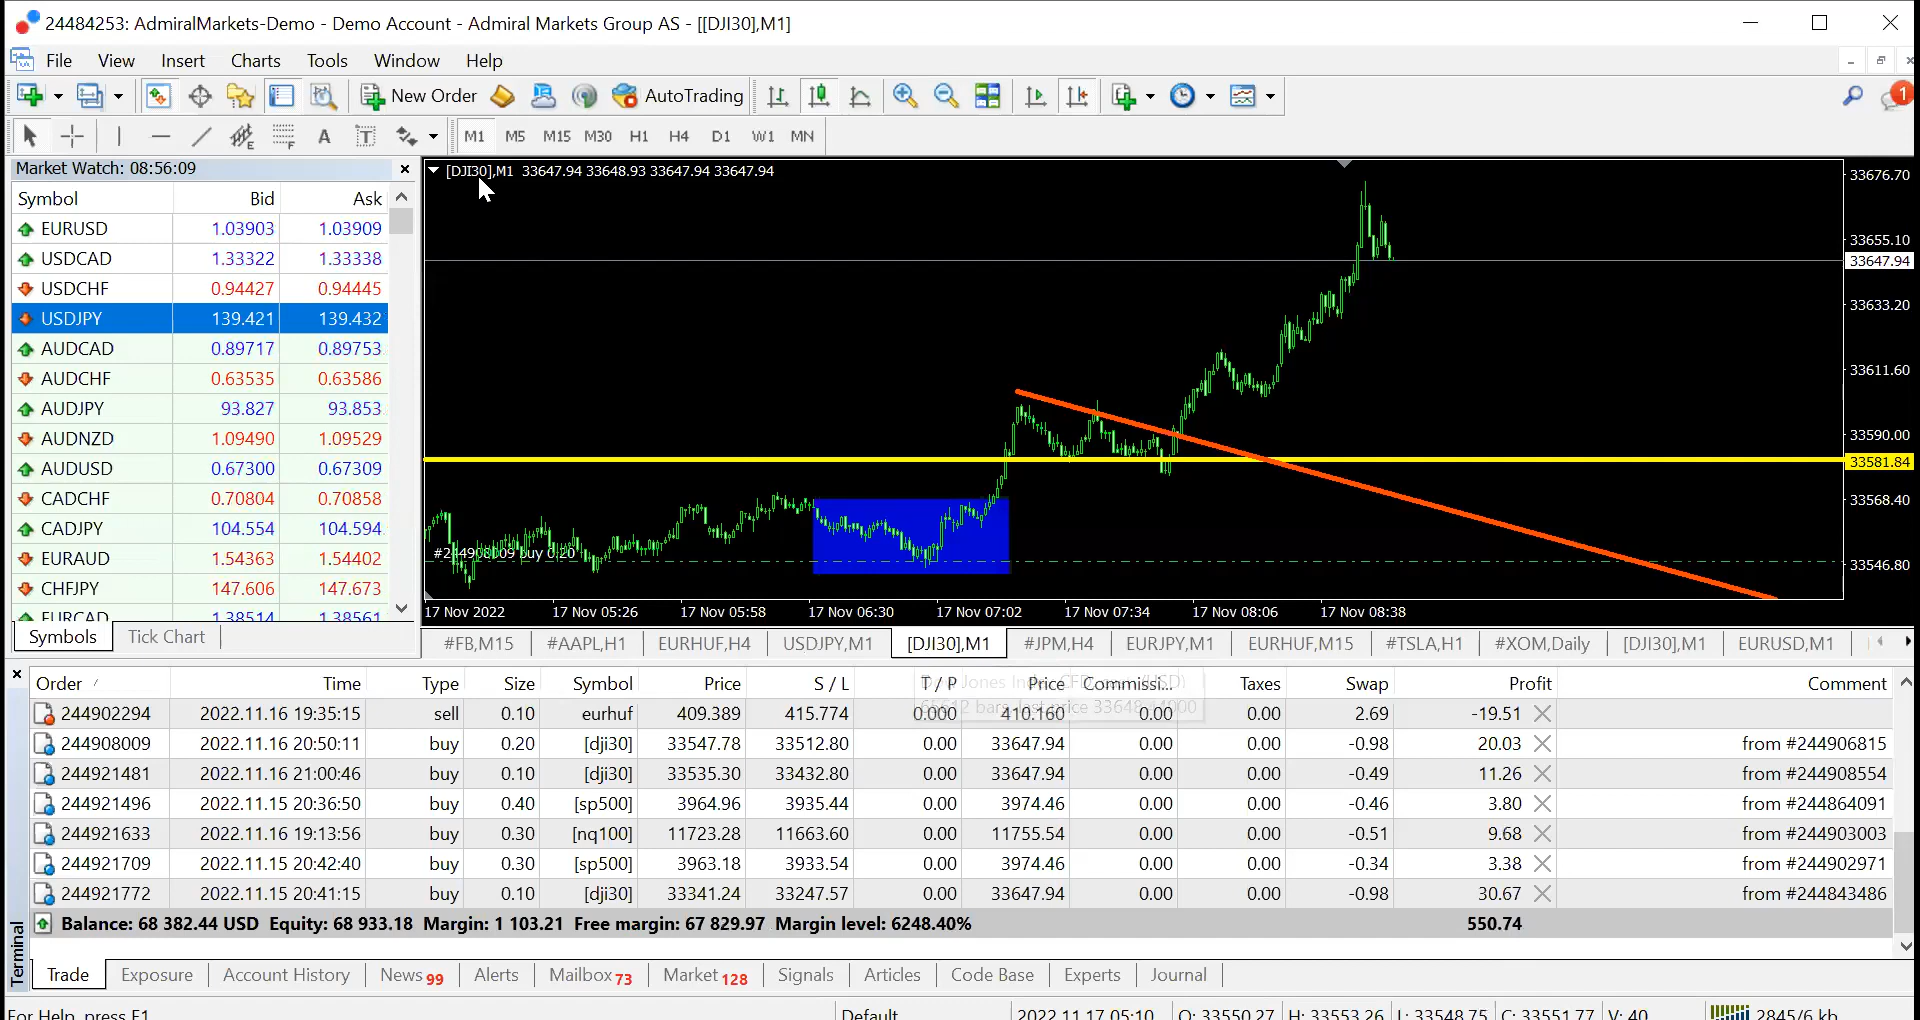 24484253: AdmiralMarkets-Demo - Demo Account - Admiral Markets Group AS - [[DJI30],M1]
File View Insert Charts Tools Window Help
New Order AutoTrading 1
A T E F M1 M5 M15 M30 H1 H4 D1 W1 MN
Market Watch: 08:56:09
Symbol Bid Ask
EURUSD 1.03903 1.03909
USDCAD 1.33322 1.33338
USDCHF 0.94427 0.94445
USDJPY 139.421 139.432
AUDCAD 0.89717 0.89753
AUDCHF 0.63535 0.63586
AUDJPY 93.827 93.853
AUDNZD 1.09490 1.09529
AUDUSD 0.67300 0.67309
CADCHF 0.70804 0.70858
CADJPY 104.554 104.594
EURAUD 1.54363 1.54402
CHFJPY 147.606 147.673
EURCAD 1.38514 1.38561
Symbols Tick Chart
[DJI30],M1 33647.94 33648.93 33647.94 33647.94
33676.70
33655.10
33647.94
33633.20
33611.60
33590.00
33581.84
33568.40
33546.80
#244908009 buy 0.20
17 Nov 2022 17 Nov 05:26 17 Nov 05:58 17 Nov 06:30 17 Nov 07:02 17 Nov 07:34 17 Nov 08:06 17 Nov 08:38
#FB,M15 #AAPL,H1 EURHUF,H4 USDJPY,M1 [DJI30],M1 #JPM,H4 EURJPY,M1 EURHUF,M15 #TSLA,H1 #XOM,Daily [DJI30],M1 EURUSD,M1
Order / Time Type Size Symbol Price S / L T / P Price Commissi... Taxes Swap Profit Comment
244902294 2022.11.16 19:35:15 sell 0.10 eurhuf 409.389 415.774 0.000 410.160 0.00 0.00 2.69 -19.51
244908009 2022.11.16 20:50:11 buy 0.20 [dji30] 33547.78 33512.80 0.00 33647.94 0.00 0.00 -0.98 20.03 from #244906815
244921481 2022.11.16 21:00:46 buy 0.10 [dji30] 33535.30 33432.80 0.00 33647.94 0.00 0.00 -0.49 11.26 from #244908554
244921496 2022.11.15 20:36:50 buy 0.40 [sp500] 3964.96 3935.44 0.00 3974.46 0.00 0.00 -0.46 3.80 from #244864091
244921633 2022.11.16 19:13:56 buy 0.30 [nq100] 11723.28 11663.60 0.00 11755.54 0.00 0.00 -0.51 9.68 from #244903003
244921709 2022.11.15 20:42:40 buy 0.30 [sp500] 3963.18 3933.54 0.00 3974.46 0.00 0.00 -0.34 3.38 from #244902971
244921772 2022.11.15 20:41:15 buy 0.10 [dji30] 33341.24 33247.57 0.00 33647.94 0.00 0.00 -0.98 30.67 from #244843486
Balance: 68 382.44 USD Equity: 68 933.18 Margin: 1 103.21 Free margin: 67 829.97 Margin level: 6248.40% 550.74
Terminal
Trade Exposure Account History News 99 Alerts Mailbox 73 Market 128 Signals Articles Code Base Experts Journal
For Help, press F1 Default 2022.11.17 05:10 O: 33550.27 H: 33553.26 L: 33548.75 C: 33551.77 V: 40 2845/6 kb